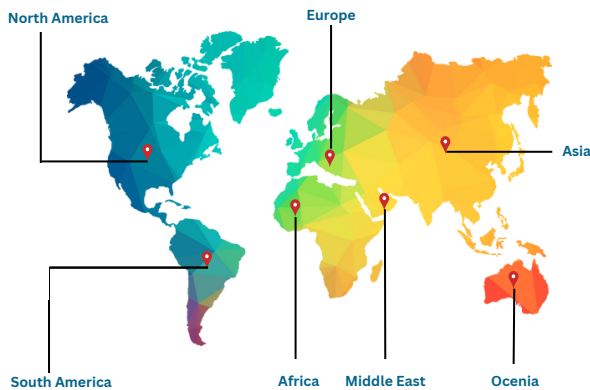 North America
Europe
Asia
South America
Africa
Middle East
Ocenia